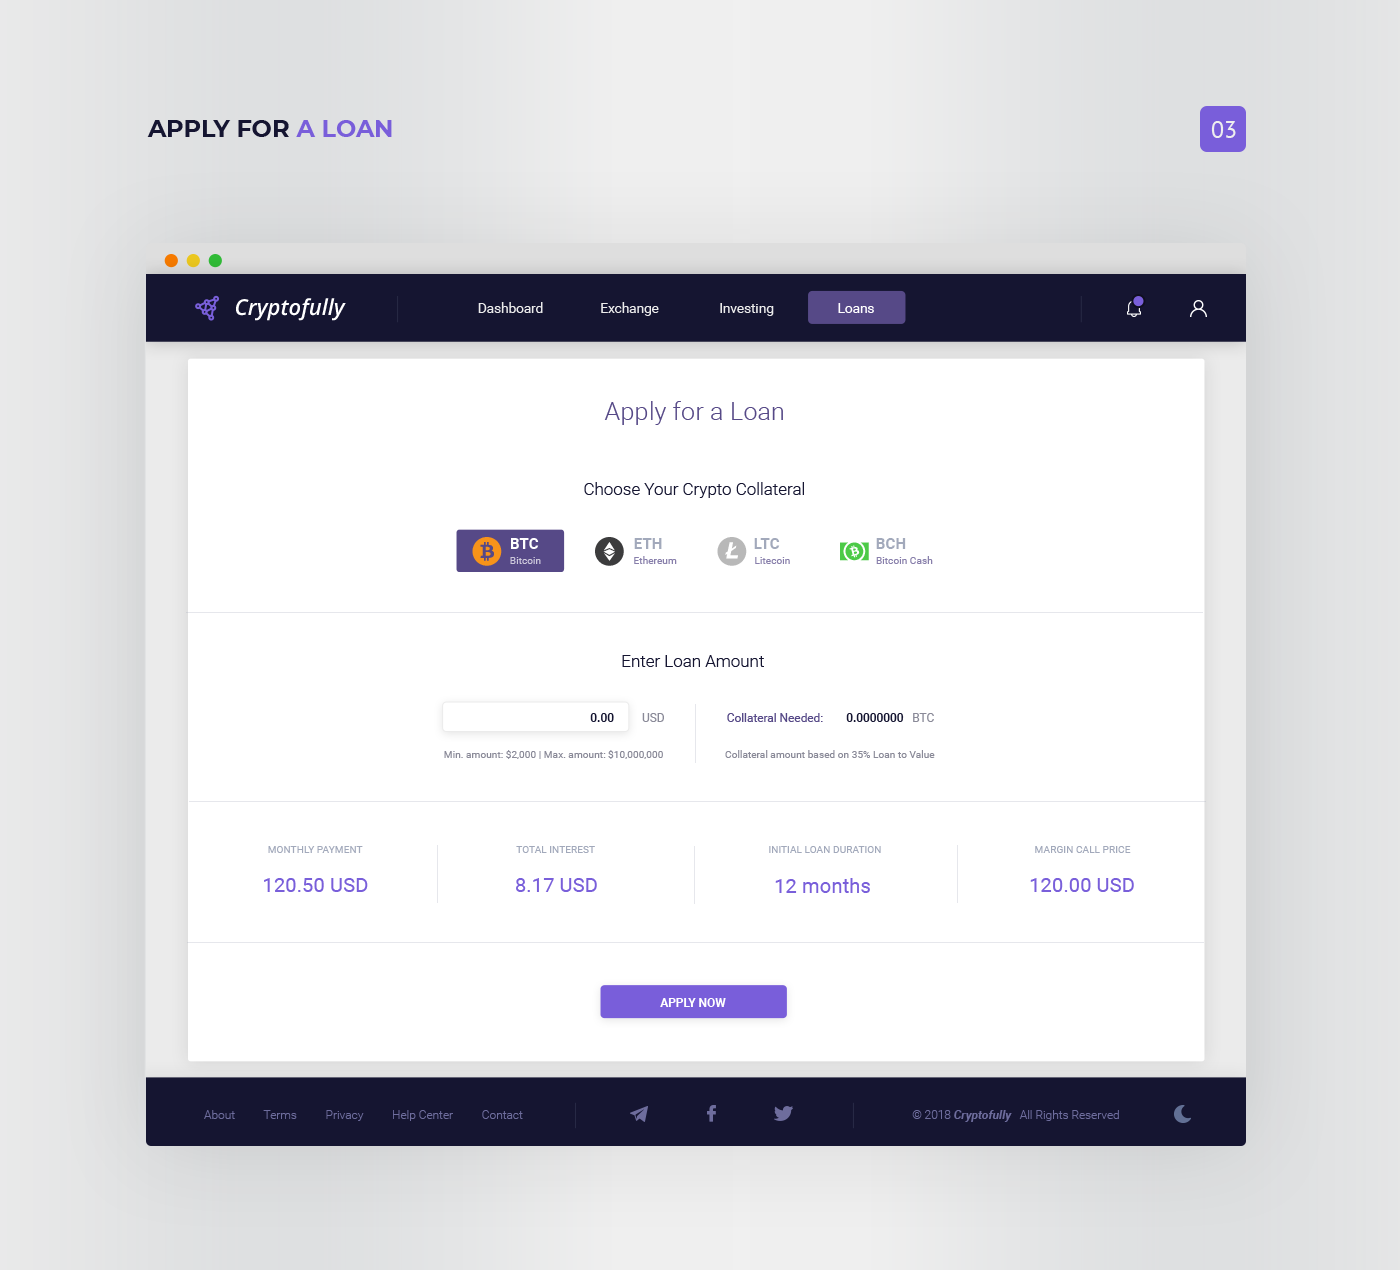 APPLY FOR A LOAN
03
Cryptofully
Dashboard
Exchange
Investing
Loans
Apply for a Loan
Choose Your Crypto Collateral
BTC
Bitcoin
ETH
Ethereum
LTC
Litecoin
BCH
Bitcoin Cash
Enter Loan Amount
0.00 USD
Collateral Needed: 0.0000000 BTC
Min. amount: $2,000 | Max. amount: $10,000,000
Collateral amount based on 35% Loan to Value
MONTHLY PAYMENT
120.50 USD
TOTAL INTEREST
8.17 USD
INITIAL LOAN DURATION
12 months
MARGIN CALL PRICE
120.00 USD
APPLY NOW
About
Terms
Privacy
Help Center
Contact
© 2018 Cryptofully All Rights Reserved